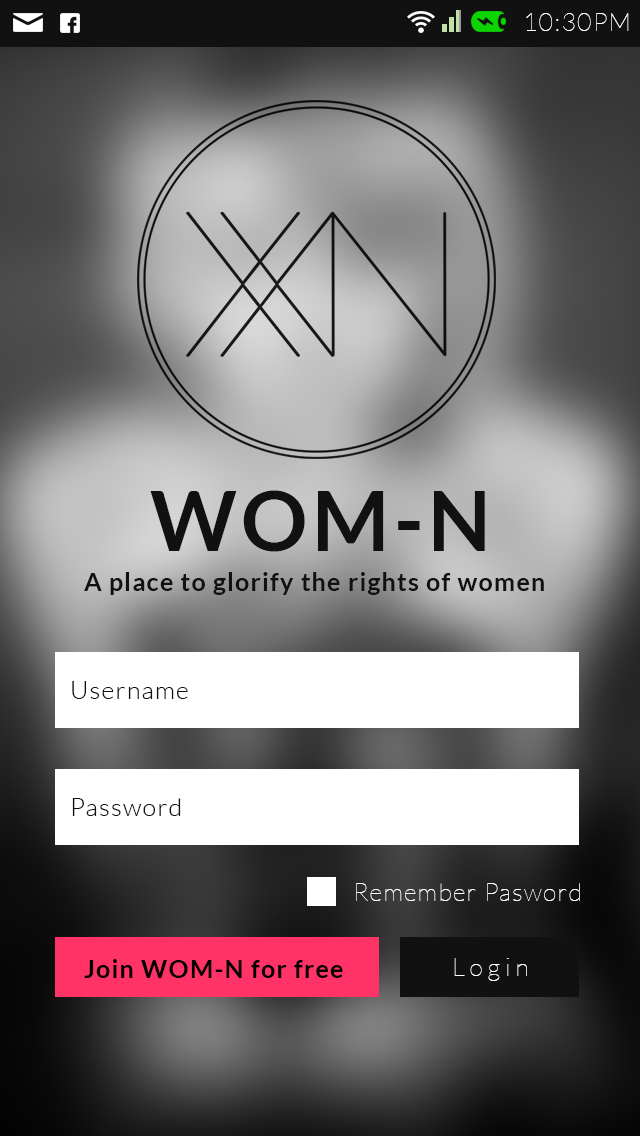 10:30PM
WOM-N
A place to glorify the rights of women
Username
Password
Remember Pasword
Join WOM-N for free
Login